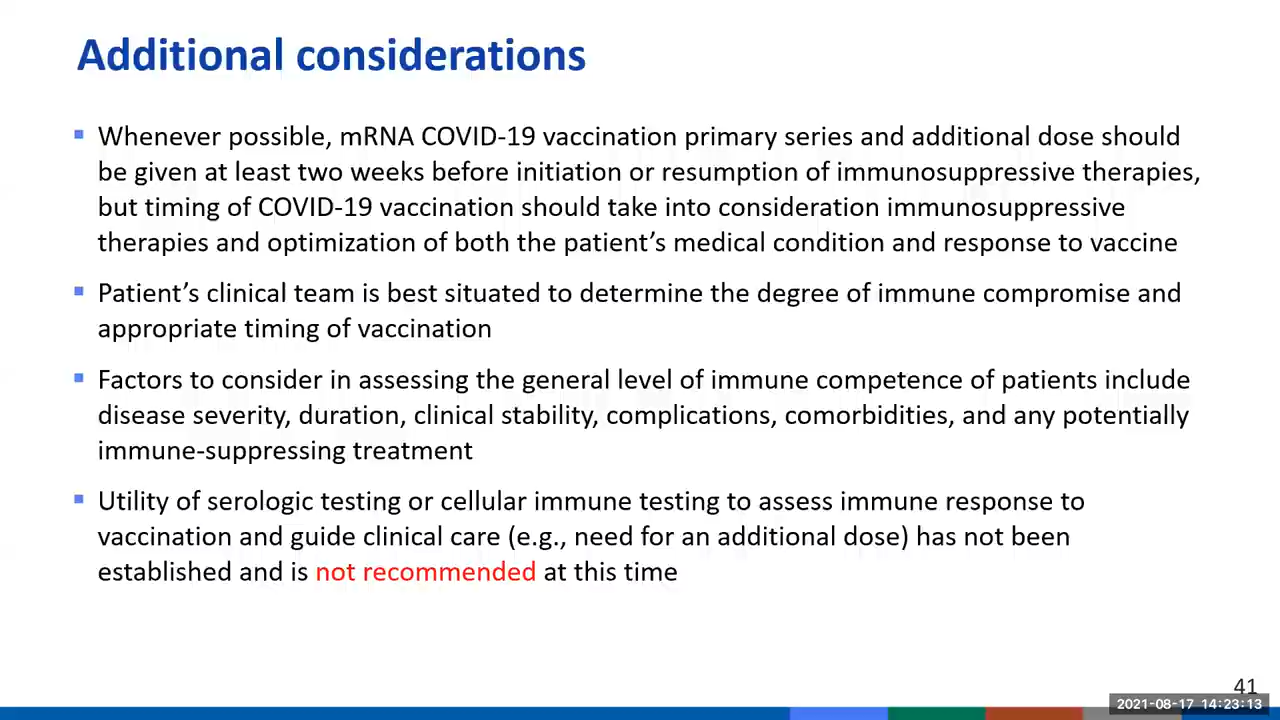 Additional considerations
▪ Whenever possible, mRNA COVID-19 vaccination primary series and additional dose should
be given at least two weeks before initiation or resumption of immunosuppressive therapies,
but timing of COVID-19 vaccination should take into consideration immunosuppressive
therapies and optimization of both the patient’s medical condition and response to vaccine
▪ Patient’s clinical team is best situated to determine the degree of immune compromise and
appropriate timing of vaccination
▪ Factors to consider in assessing the general level of immune competence of patients include
disease severity, duration, clinical stability, complications, comorbidities, and any potentially
immune-suppressing treatment
▪ Utility of serologic testing or cellular immune testing to assess immune response to
vaccination and guide clinical care (e.g., need for an additional dose) has not been
established and is not recommended at this time
41
2021-08-17 14:23:13